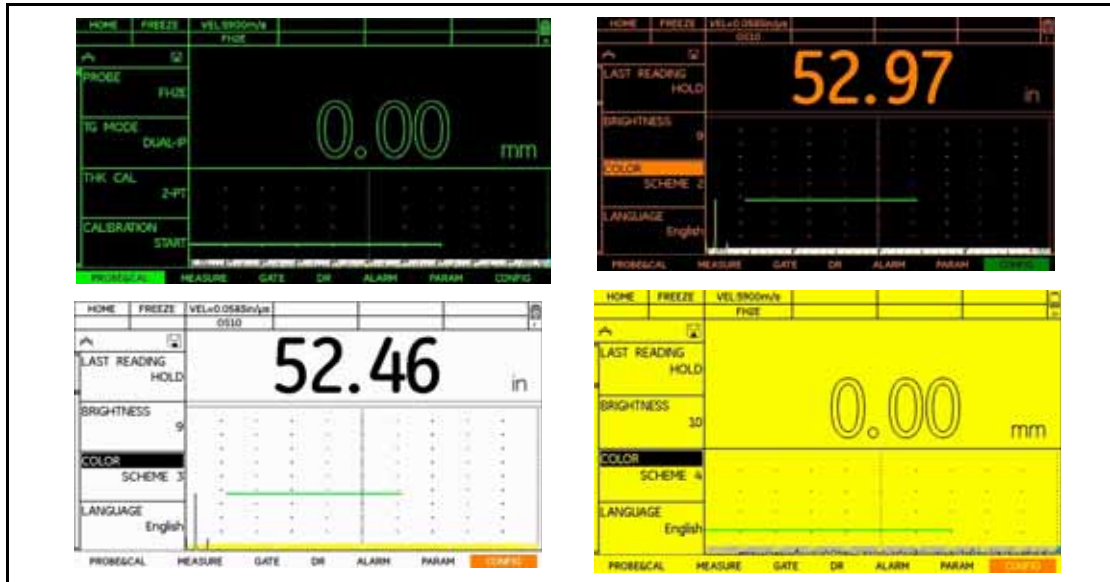 HOME FREEZE VEL:5900m/s
FH2E
PROBE
FH2E
TG MODE
DUAL-IP
0.00 mm
THK CAL
2-PT
CALIBRATION
START
PROBE&CAL MEASURE GATE DR ALARM PARAM CONFIG
HOME FREEZE VEL=0.0585in/µs
OS10
LAST READING
HOLD
52.97 in
BRIGHTNESS
9
COLOR
SCHEME 2
LANGUAGE
English
PROBE&CAL MEASURE GATE DR ALARM PARAM CONFIG
HOME FREEZE VEL=0.0585in/µs
OS10
LAST READING
HOLD
52.46 in
BRIGHTNESS
9
COLOR
SCHEME 3
LANGUAGE
English
PROBE&CAL MEASURE GATE DR ALARM PARAM CONFIG
HOME FREEZE VEL:5900m/s
FH2E
LAST READING
HOLD
BRIGHTNESS
10
0.00 mm
COLOR
SCHEME 4
LANGUAGE
English
PROBE&CAL MEASURE GATE DR ALARM PARAM CONFIG